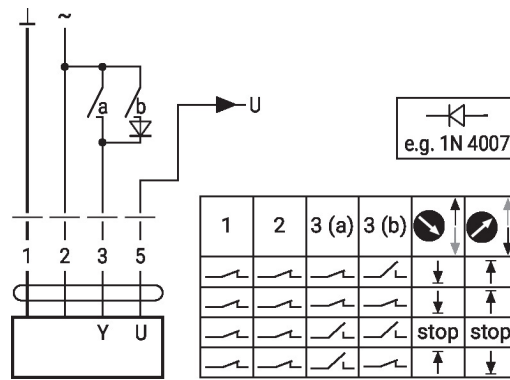 ~
a b
U
e.g. 1N 4007
1 2 3 5
Y U
1 2 3 (a) 3 (b)
stop stop